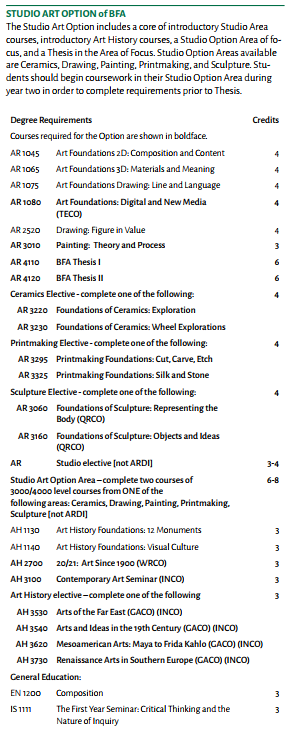 STUDIO ART OPTION of BFA
The Studio Art Option includes a core of introductory Studio Area
courses, introductory Art History courses, a Studio Option Area of fo-
cus, and a Thesis in the Area of Focus. Studio Option Areas available
are Ceramics, Drawing, Painting, Printmaking, and Sculpture. Stu-
dents should begin coursework in their Studio Option Area during
year two in order to complete requirements prior to Thesis.
Degree Requirements Credits
Courses required for the Option are shown in boldface.
AR 1045 Art Foundations 2D: Composition and Content 4
AR 1065 Art Foundations 3D: Materials and Meaning 4
AR 1075 Art Foundations Drawing: Line and Language 4
AR 1080 Art Foundations: Digital and New Media 4
(TECO)
AR 2520 Drawing: Figure in Value 4
AR 3010 Painting: Theory and Process 3
AR 4110 BFA Thesis I 6
AR 4120 BFA Thesis II 6
Ceramics Elective - complete one of the following: 4
AR 3220 Foundations of Ceramics: Exploration
AR 3230 Foundations of Ceramics: Wheel Explorations
Printmaking Elective - complete one of the following: 4
AR 3295 Printmaking Foundations: Cut, Carve, Etch
AR 3325 Printmaking Foundations: Silk and Stone
Sculpture Elective - complete one of the following: 4
AR 3060 Foundations of Sculpture: Representing the
Body (QRCO)
AR 3160 Foundations of Sculpture: Objects and Ideas
(QRCO)
AR Studio elective [not ARDI] 3-4
Studio Art Option Area – complete two courses of 6-8
3000/4000 level courses from ONE of the
following areas: Ceramics, Drawing, Painting, Printmaking,
Sculpture [not ARDI]
AH 1130 Art History Foundations: 12 Monuments 3
AH 1140 Art History Foundations: Visual Culture 3
AH 2700 20/21: Art Since 1900 (WRCO) 3
AH 3100 Contemporary Art Seminar (INCO) 3
Art History elective – complete one of the following 3
AH 3530 Arts of the Far East (GACO) (INCO)
AH 3540 Arts and Ideas in the 19th Century (GACO) (INCO)
AH 3620 Mesoamerican Arts: Maya to Frida Kahlo (GACO) (INCO)
AH 3730 Renaissance Arts in Southern Europe (GACO) (INCO)
General Education:
EN 1200 Composition 3
IS 1111 The First Year Seminar: Critical Thinking and the 3
Nature of Inquiry